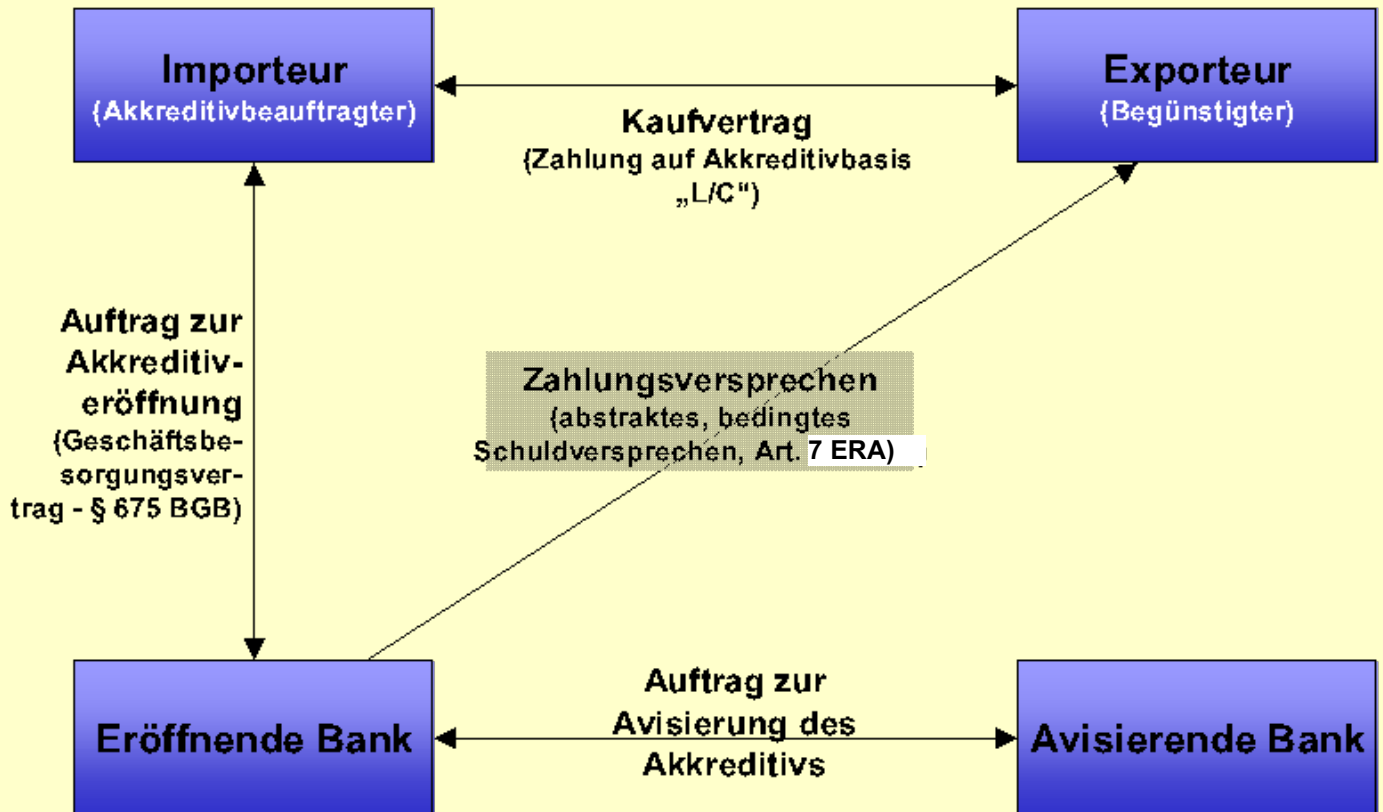 Importeur
(Akkreditivbeauftragter)
Exporteur
(Begünstigter)
Kaufvertrag
(Zahlung auf Akkreditivbasis
„L/C“)
Auftrag zur
Akkreditiv-
eröffnung
(Geschäftsbe-
sorgungsver-
trag - § 675 BGB)
Zahlungsversprechen
(abstraktes, bedingtes
Schuldversprechen, Art. 7 ERA)
Eröffnende Bank
Auftrag zur
Avisierung des
Akkreditivs
Avisierende Bank